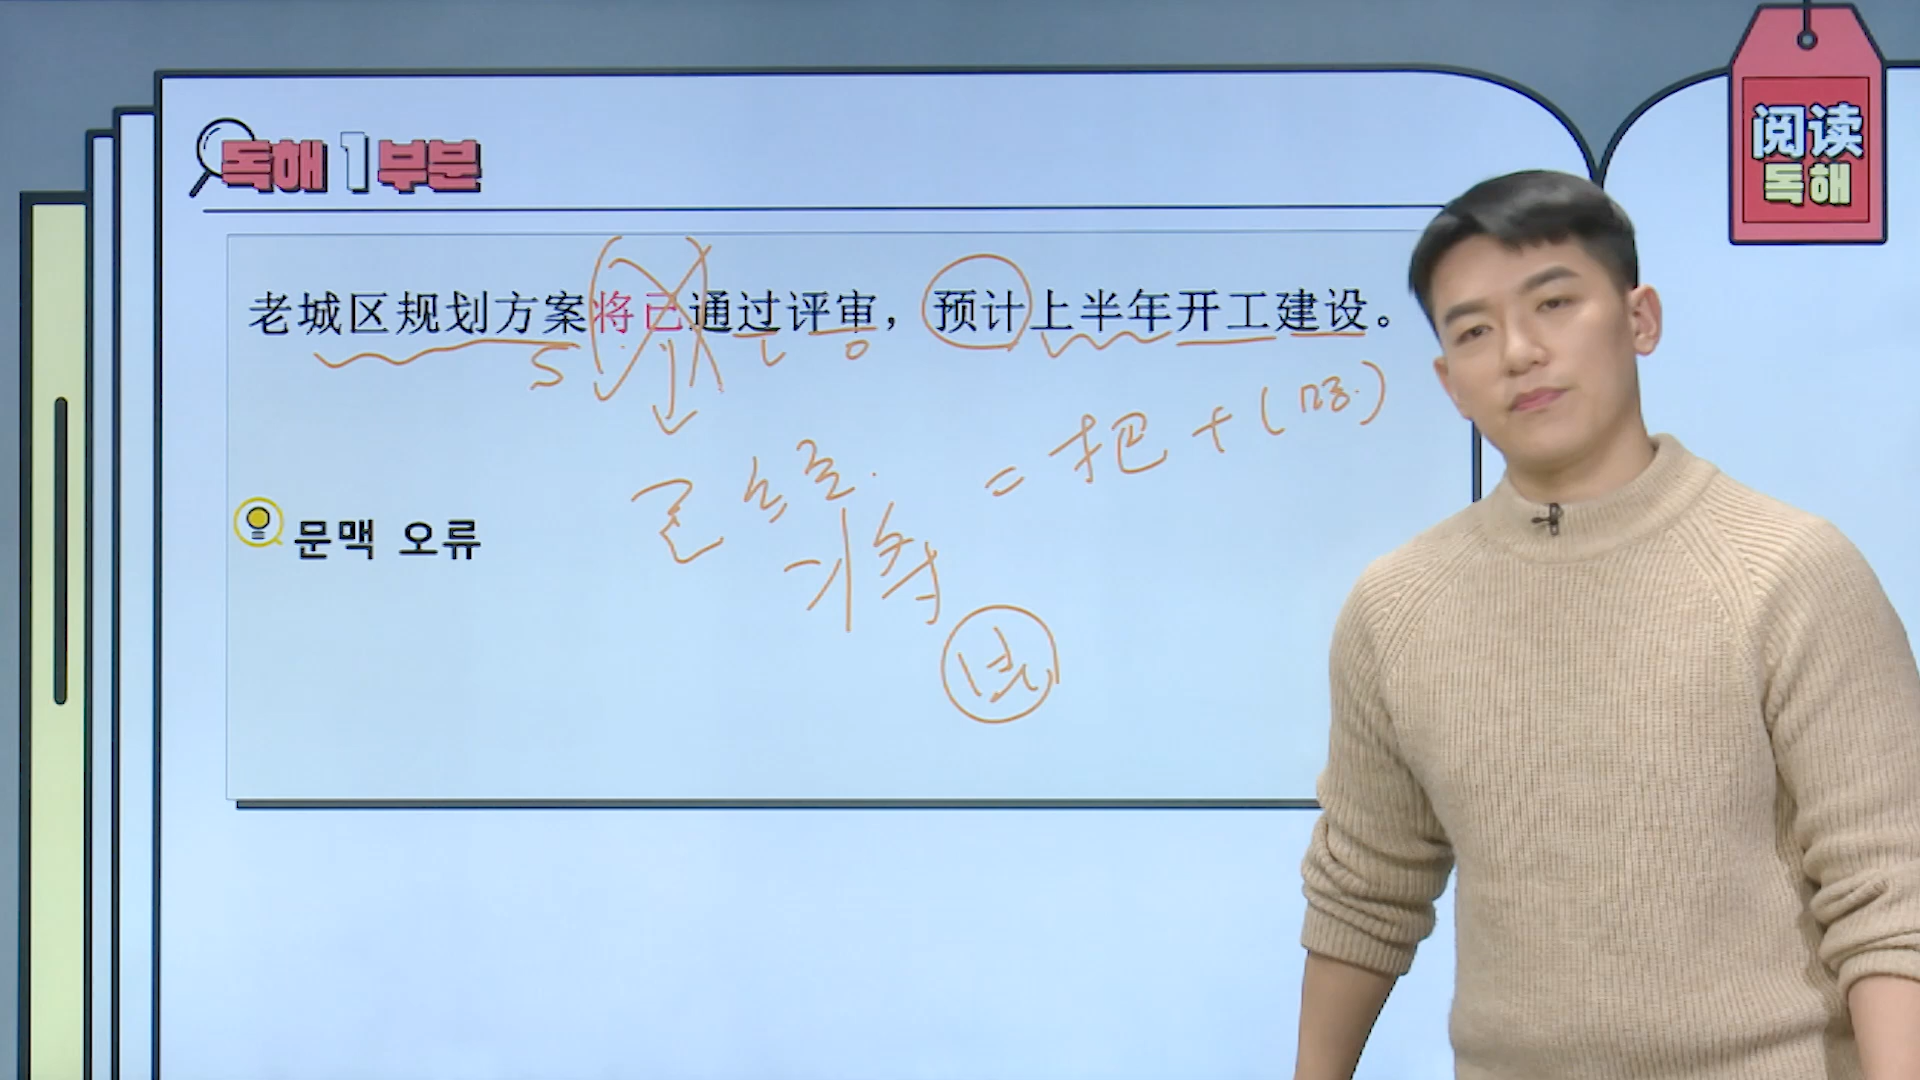 독해 1 부분
阅读
독해
老城区规划方案将已通过评审，预计上半年开工建设。
S
= 把 + (
已经.
将
문맥 오류